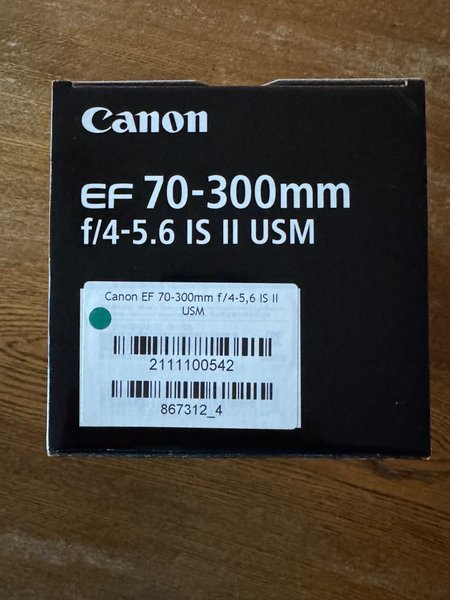 Canon
EF 70-300mm
f/4-5.6 IS II USM
Canon EF 70-300mm f/4-5,6 IS II
USM
2111100542
867312_4